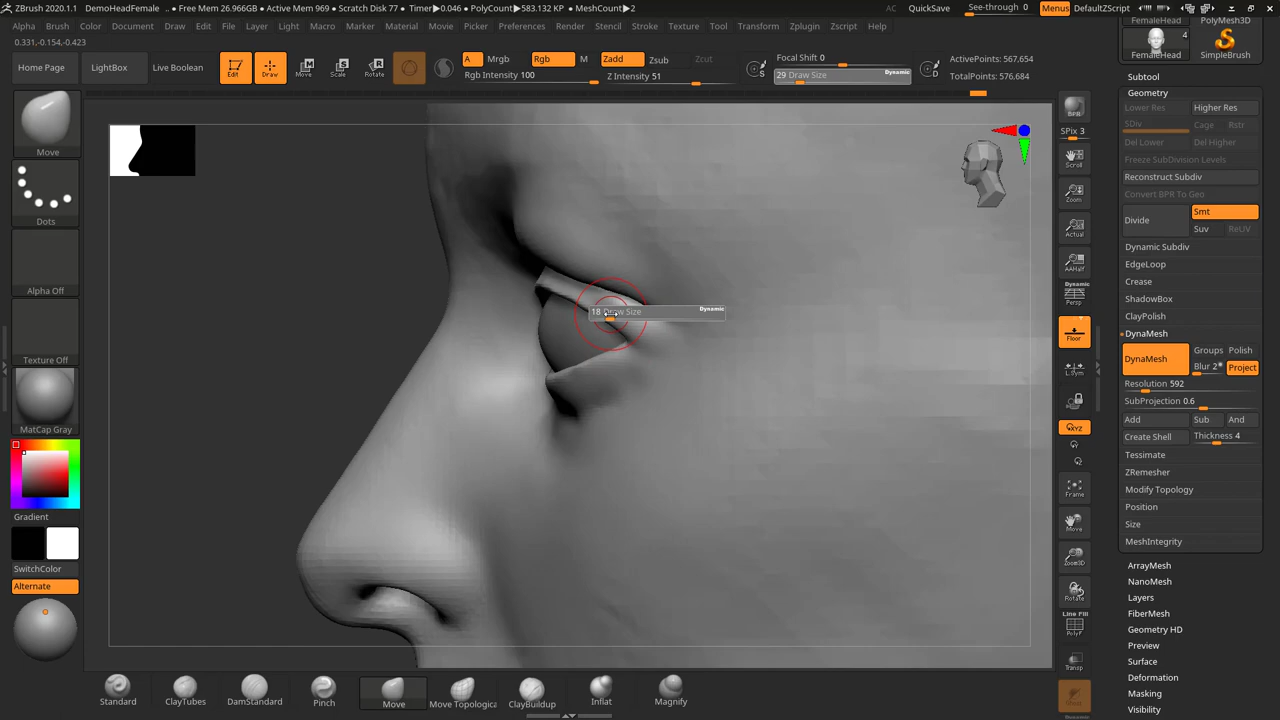 ZBrush 2020.1.1 DemoHeadFemale .. • Free Mem 26.966GB • Active Mem 969 • Scratch Disk 77 • Timer▸0.046 • PolyCount▸583.132 KP • MeshCount▸2 AC QuickSave See-through 0 Menus DefaultZScript
Alpha Brush Color Document Draw Edit File Layer Light Macro Marker Material Movie Picker Preferences Render Stencil Stroke Texture Tool Transform Zplugin Zscript Help
0.331,-0.154,-0.423
Home Page LightBox Live Boolean Edit Draw Move Scale Rotate
A Mrgb Rgb M Zadd Zsub Zcut
Rgb Intensity 100 Z Intensity 51
S Focal Shift 0 D ActivePoints: 567,654
29 Draw Size Dynamic TotalPoints: 576,684
Move
Dots
Alpha Off
Texture Off
MatCap Gray
Gradient
SwitchColor
Alternate
18 Draw Size Dynamic
BPR
SPix 3
Scroll
Zoom
Actual
AAHalf
Dynamic
Persp
Floor
L.Sym
XYZ
Frame
Move
Zoom3D
Rotate
Line Fill
PolyF
Transp
FemaleHead PolyMesh3D
4
FemaleHead SimpleBrush
Subtool
Geometry
Lower Res Higher Res
SDiv Cage Rstr
Del Lower Del Higher
Freeze SubDivision Levels
Reconstruct Subdiv
Convert BPR To Geo
Divide Smt
Suv ReUV
Dynamic Subdiv
EdgeLoop
Crease
ShadowBox
ClayPolish
DynaMesh
DynaMesh Groups Polish
Blur 2 Project
Resolution 592
SubProjection 0.6
Add Sub And
Create Shell Thickness 4
Tessimate
ZRemesher
Modify Topology
Position
Size
MeshIntegrity
ArrayMesh
NanoMesh
Layers
FiberMesh
Geometry HD
Preview
Surface
Deformation
Masking
Visibility
Standard ClayTubes DamStandard Pinch Move Move Topologica ClayBuildup Inflat Magnify